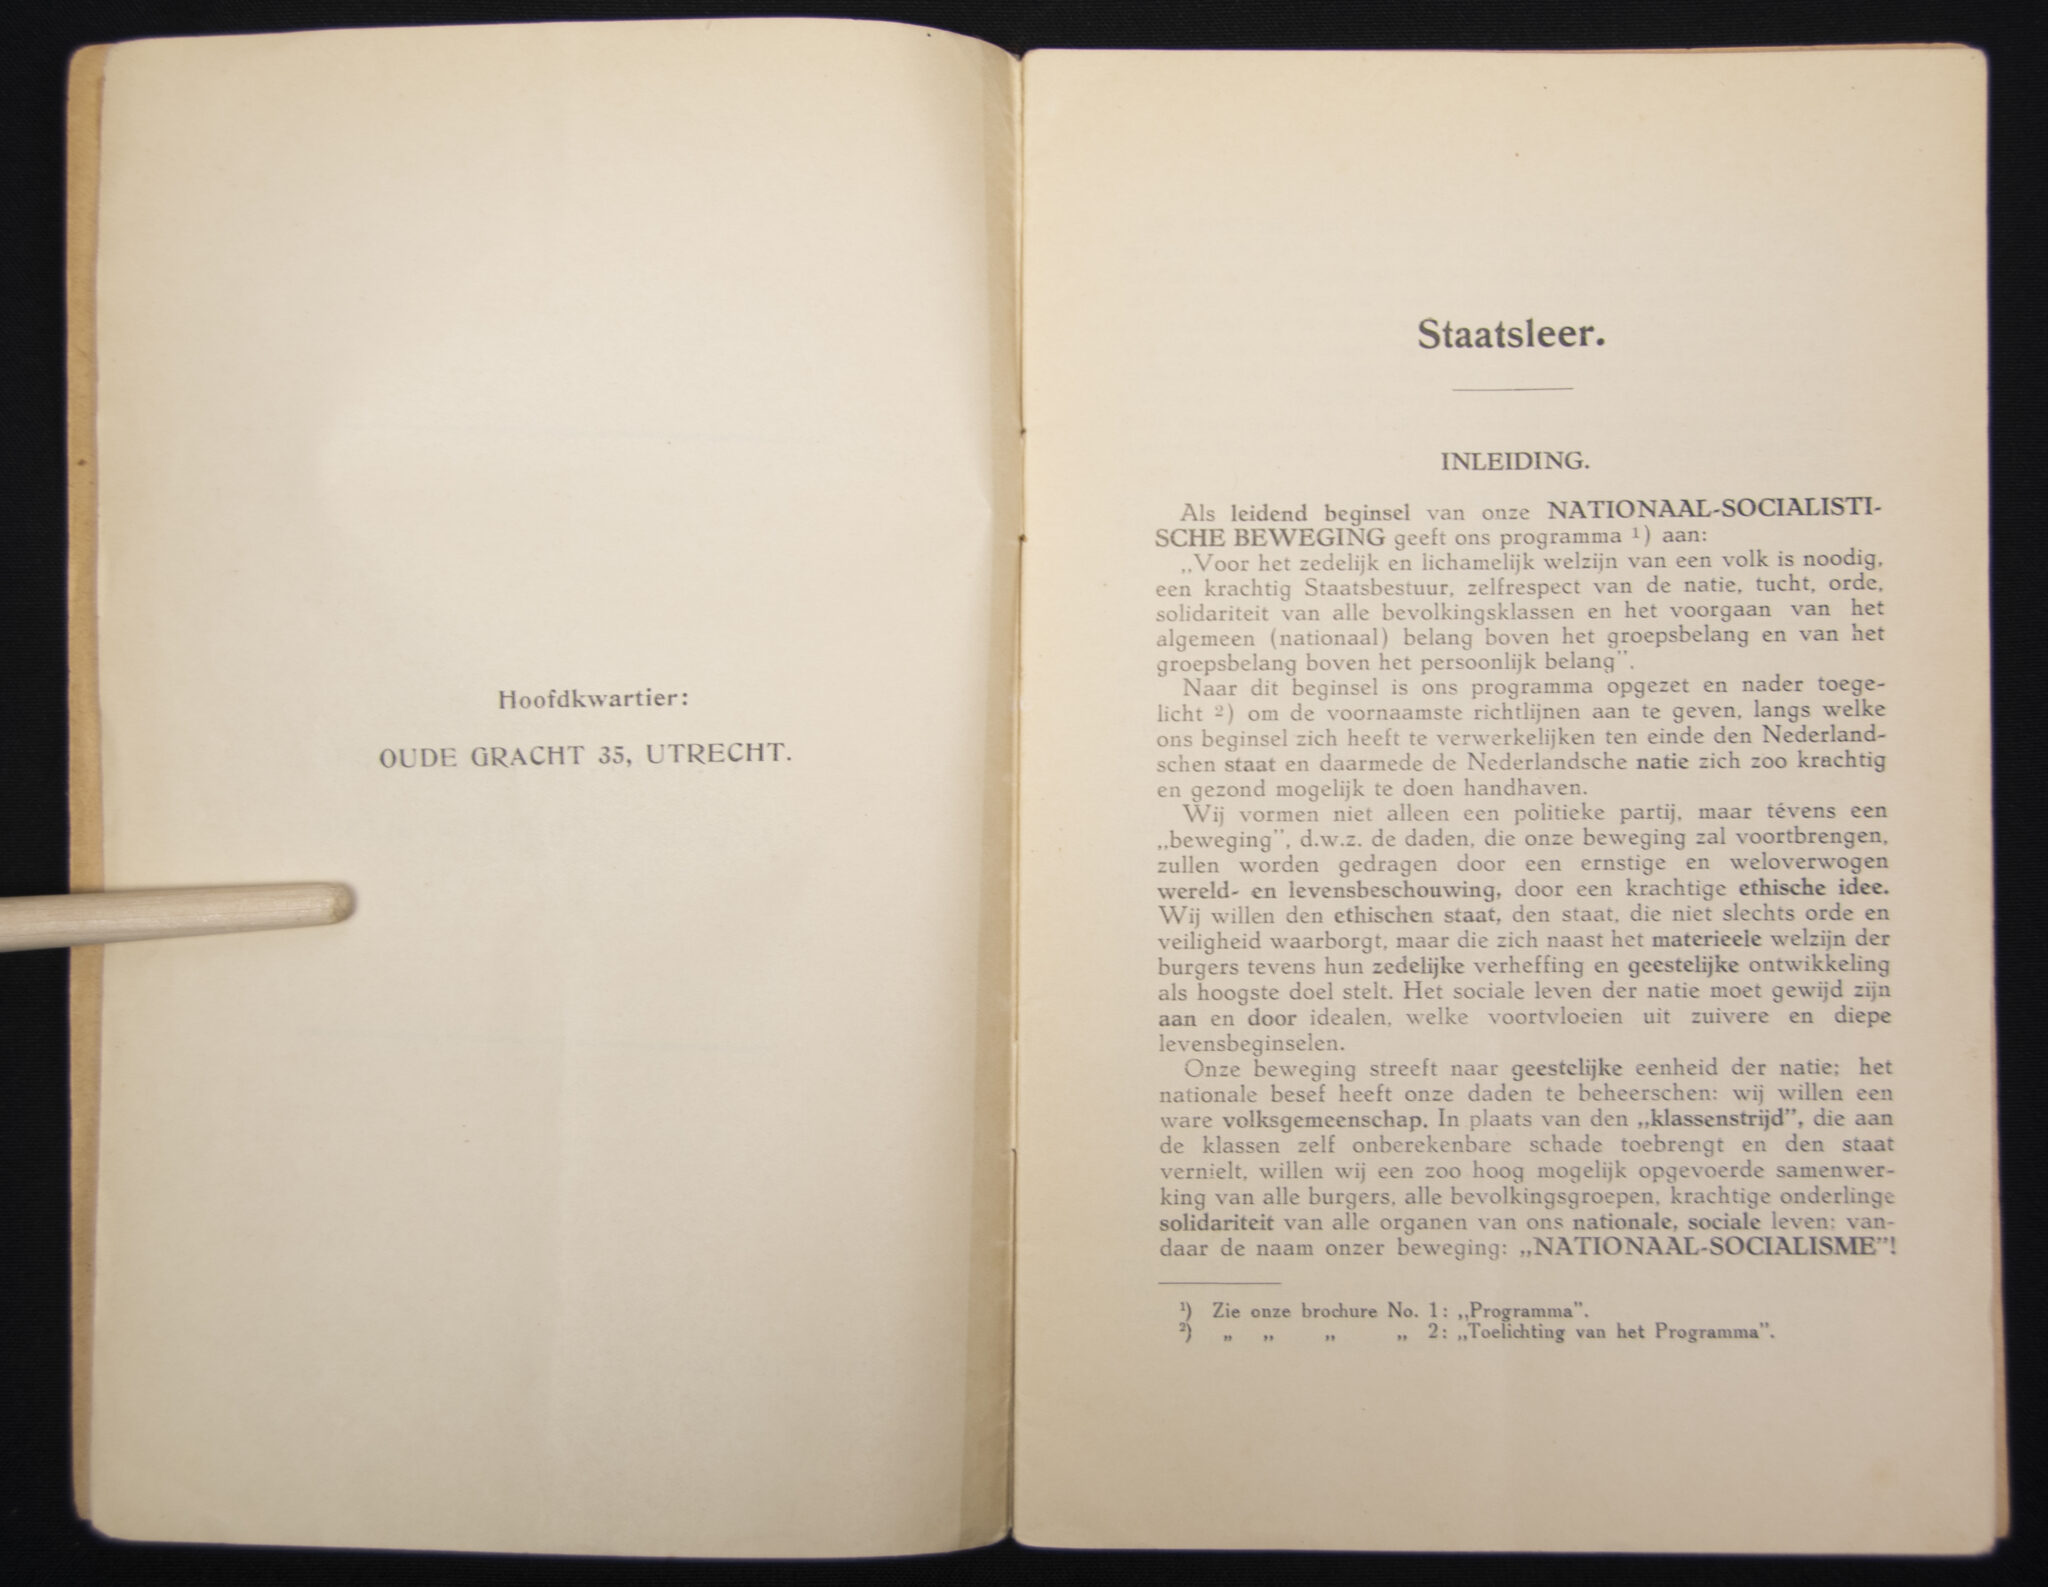 Hoofdkwartier:
OUDE GRACHT 35, UTRECHT.
Staatsleer.
INLEIDING.
Als leidend beginsel van onze NATIONAAL-SOCIALISTI-
SCHE BEWEGING geeft ons programma ¹) aan:
„Voor het zedelijk en lichamelijk welzijn van een volk is noodig,
een krachtig Staatsbestuur, zelfrespect van de natie, tucht, orde,
solidariteit van alle bevolkingsklassen en het voorgaan van het
algemeen (nationaal) belang boven het groepsbelang en van het
groepsbelang boven het persoonlijk belang”.
Naar dit beginsel is ons programma opgezet en nader toege-
licht ²) om de voornaamste richtlijnen aan te geven, langs welke
ons beginsel zich heeft te verwerkelijken ten einde den Nederland-
schen staat en daarmede de Nederlandsche natie zich zoo krachtig
en gezond mogelijk te doen handhaven.
Wij vormen niet alleen een politieke partij, maar tévens een
„beweging”, d.w.z. de daden, die onze beweging zal voortbrengen,
zullen worden gedragen door een ernstige en weloverwogen
wereld- en levensbeschouwing, door een krachtige ethische idee.
Wij willen den ethischen staat, den staat, die niet slechts orde en
veiligheid waarborgt, maar die zich naast het materieele welzijn der
burgers tevens hun zedelijke verheffing en geestelijke ontwikkeling
als hoogste doel stelt. Het sociale leven der natie moet gewijd zijn
aan en door idealen, welke voortvloeien uit zuivere en diepe
levensbeginselen.
Onze beweging streeft naar geestelijke eenheid der natie; het
nationale besef heeft onze daden te beheerschen: wij willen een
ware volksgemeenschap. In plaats van den „klassenstrijd”, die aan
de klassen zelf onberekenbare schade toebrengt en den staat
vernielt, willen wij een zoo hoog mogelijk opgevoerde samenwer-
king van alle burgers, alle bevolkingsgroepen, krachtige onderlinge
solidariteit van alle organen van ons nationale, sociale leven; van-
daar de naam onzer beweging: „NATIONAAL-SOCIALISME”!
¹) Zie onze brochure No. 1: „Programma”.
²) „ „ „ „ 2: „Toelichting van het Programma”.